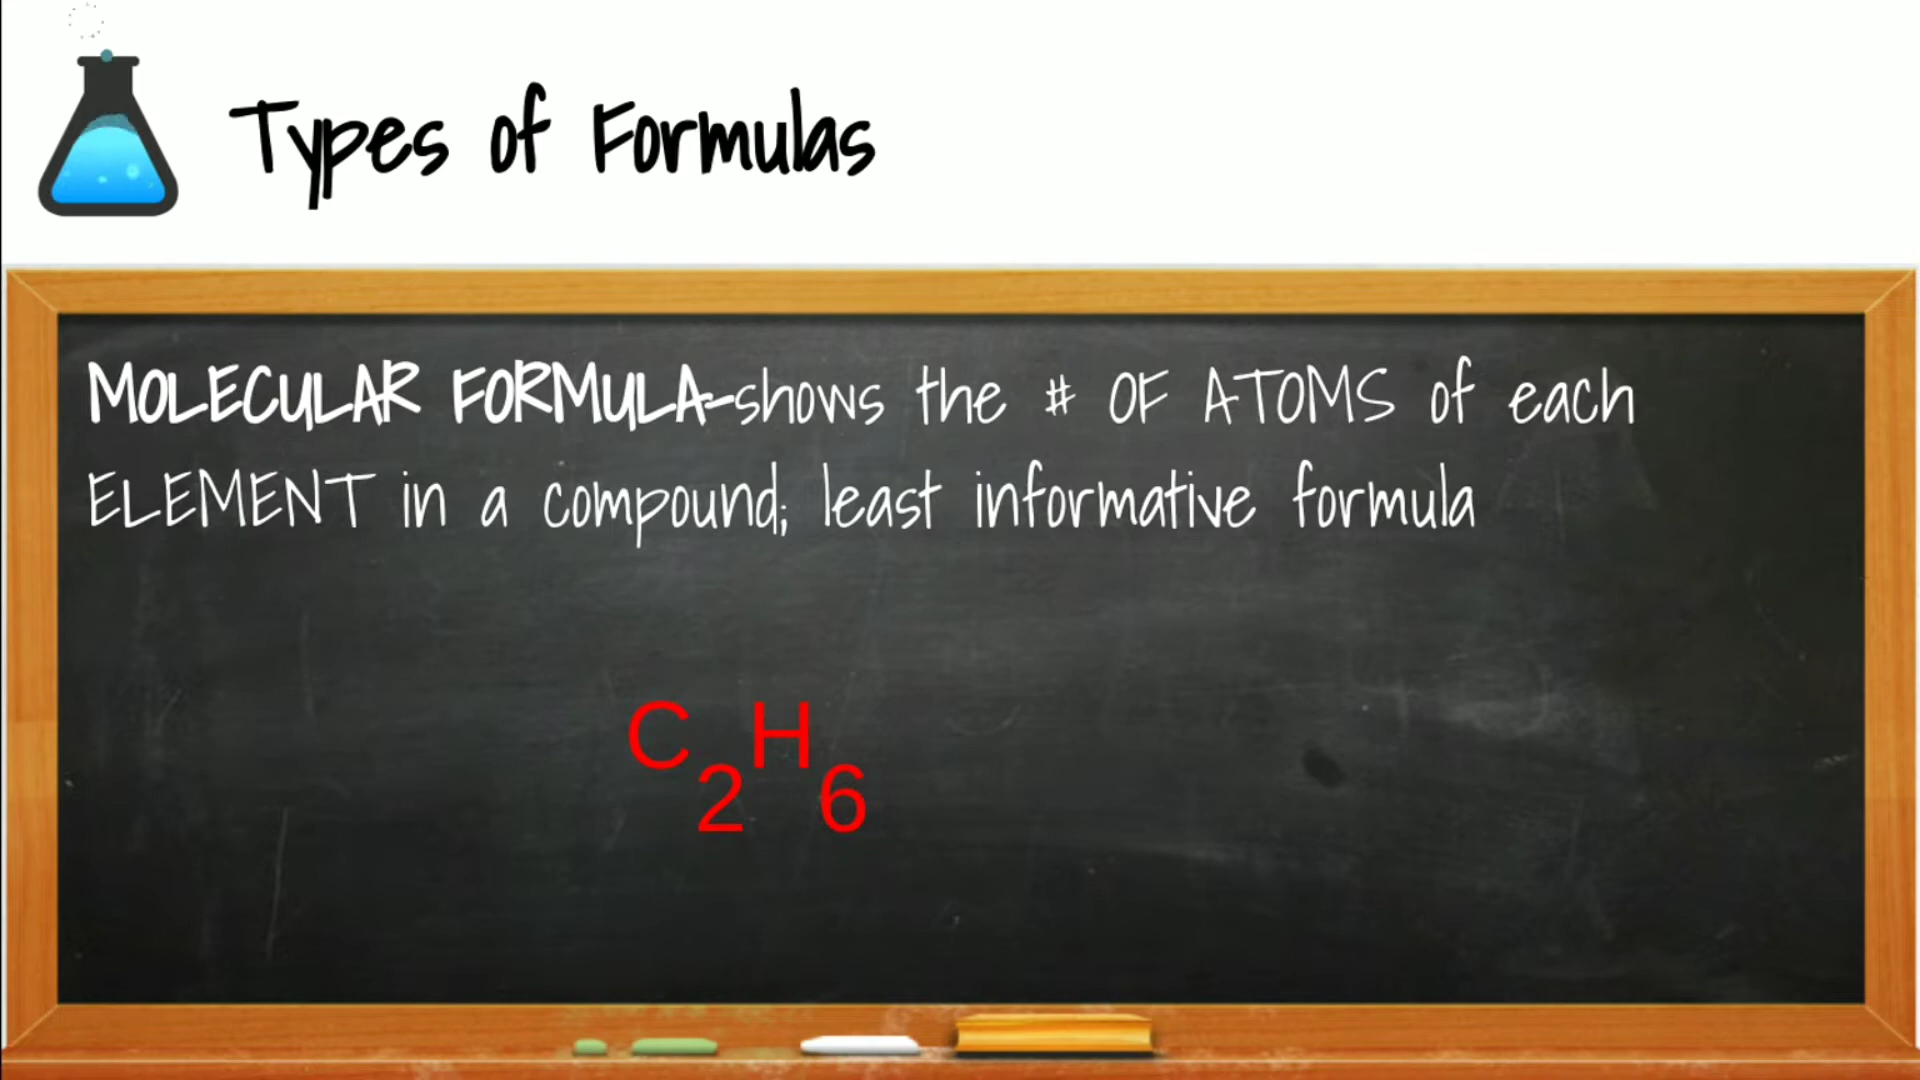 Types of Formulas
MOLECULAR FORMULA-shows the # OF ATOMS of each
ELEMENT in a compound; least informative formula
C2H6